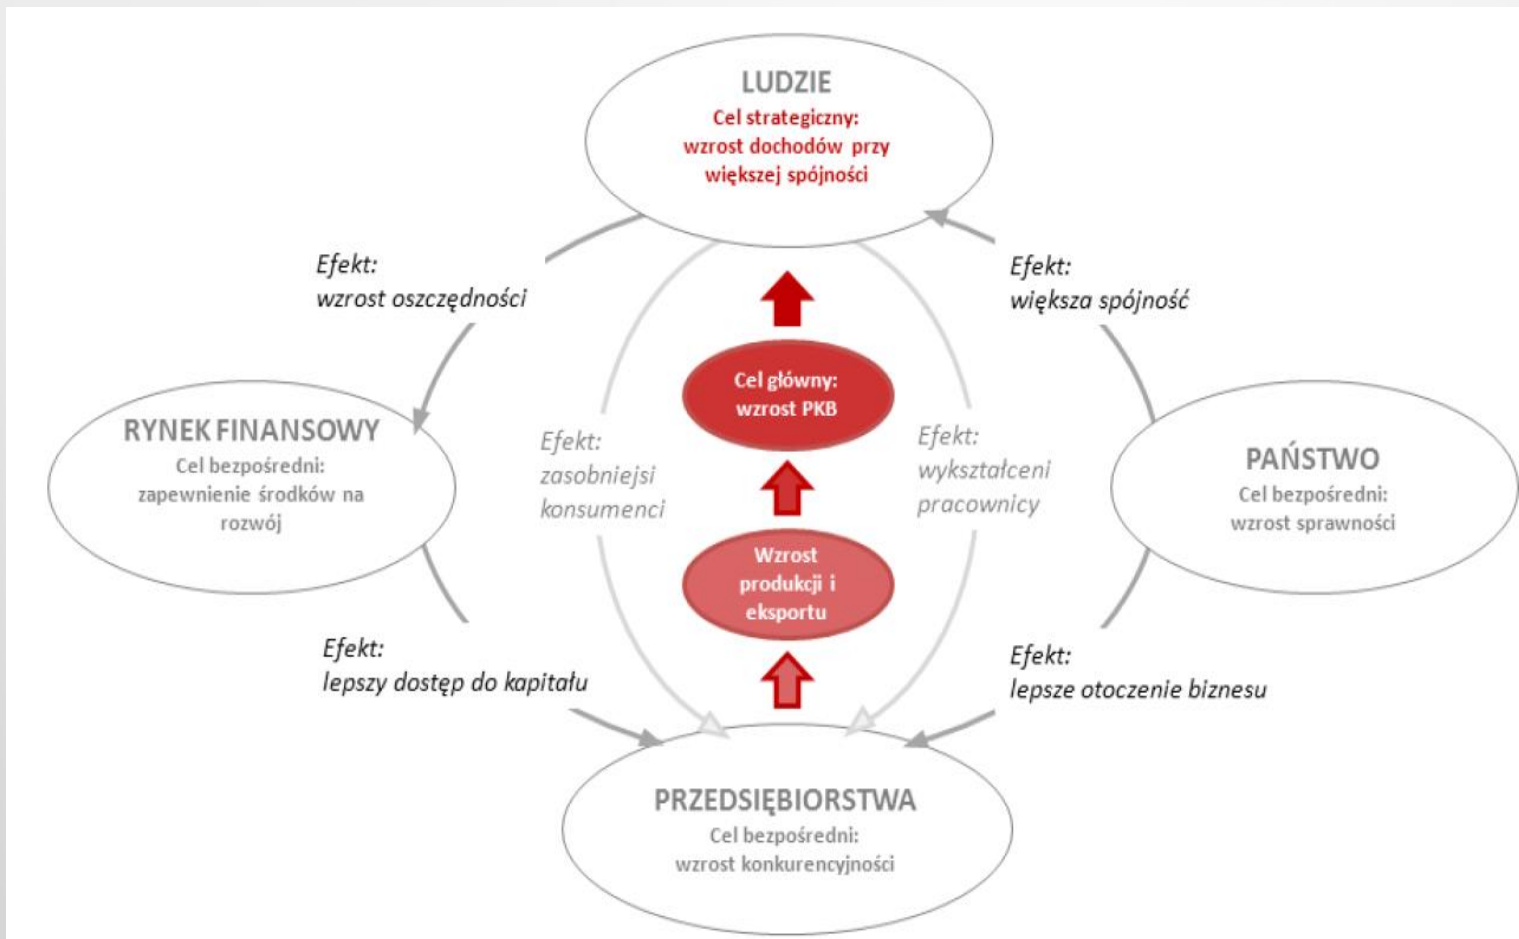 LUDZIE
Cel strategiczny:
wzrost dochodów przy
większej spójności
Efekt:
wzrost oszczędności
Efekt:
większa spójność
Cel główny:
wzrost PKB
RYNEK FINANSOWY
Cel bezpośredni:
zapewnienie środków na
rozwój
Efekt:
zasobniejsi
konsumenci
Efekt:
wykształceni
pracownicy
PAŃSTWO
Cel bezpośredni:
wzrost sprawności
Wzrost
produkcji i
eksportu
Efekt:
lepszy dostęp do kapitału
Efekt:
lepsze otoczenie biznesu
PRZEDSIĘBIORSTWA
Cel bezpośredni:
wzrost konkurencyjności